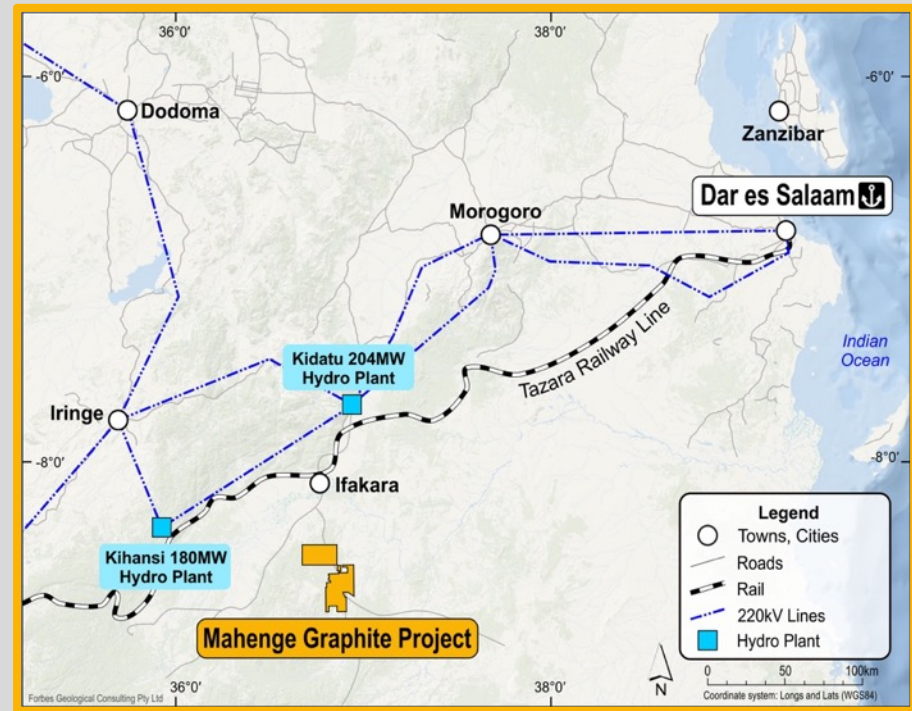 36°0'
38°0'
-6°0'
-6°0'
Dodoma
Zanzibar
Dar es Salaam
Morogoro
Tazara Railway Line
Indian
Ocean
Kidatu 204MW
Hydro Plant
Iringe
-8°0'
-8°0'
Ifakara
Kihansi 180MW
Hydro Plant
Mahenge Graphite Project
Legend
Towns, Cities
Roads
Rail
220kV Lines
Hydro Plant
0 50 100km
N
Coordinate system: Longs and Lats (WGS84)
Forbes Geological Consulting Pty Ltd
36°0'
38°0'